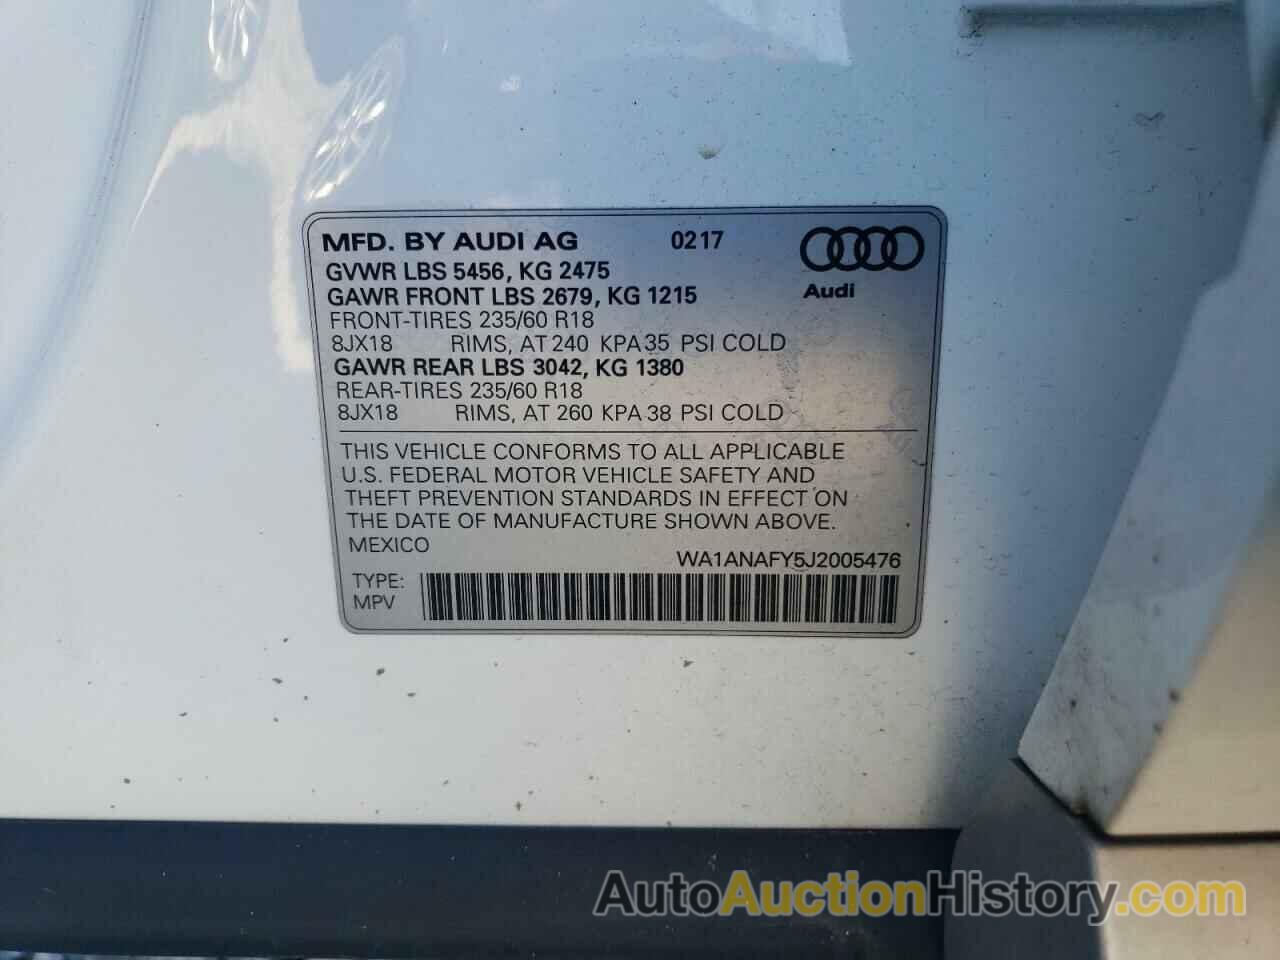 MFD. BY AUDI AG 0217
GVWR LBS 5456, KG 2475
GAWR FRONT LBS 2679, KG 1215
Audi
FRONT-TIRES 235/60 R18
8JX18 RIMS, AT 240 KPA 35 PSI COLD
GAWR REAR LBS 3042, KG 1380
REAR-TIRES 235/60 R18
8JX18 RIMS, AT 260 KPA 38 PSI COLD
THIS VEHICLE CONFORMS TO ALL APPLICABLE
U.S. FEDERAL MOTOR VEHICLE SAFETY AND
THEFT PREVENTION STANDARDS IN EFFECT ON
THE DATE OF MANUFACTURE SHOWN ABOVE.
MEXICO WA1ANAFY5J2005476
TYPE:
MPV
AutoAuctionHistory.com